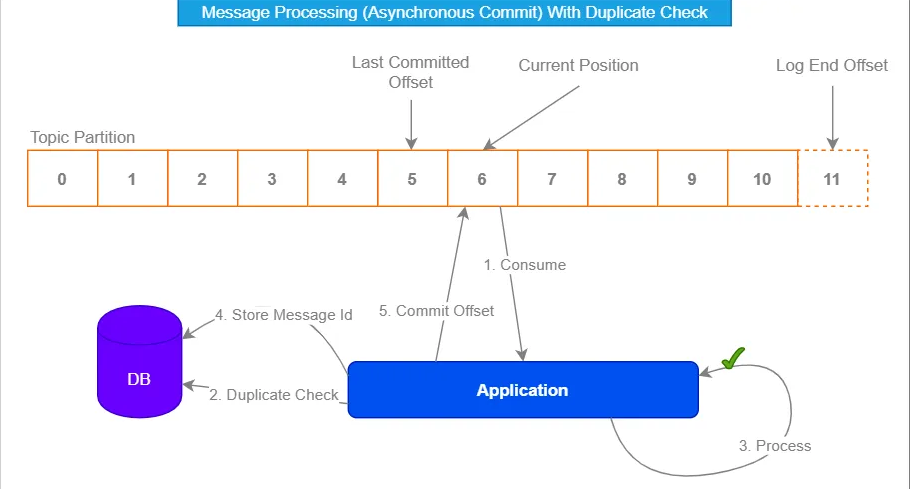 Message Processing (Asynchronous Commit) With Duplicate Check
Last Committed
Offset
Current Position
Log End Offset
Topic Partition
0 1 2 3 4 5 6 7 8 9 10 11
1. Consume
4. Store Message Id
5. Commit Offset
DB
2. Duplicate Check
Application
3. Process